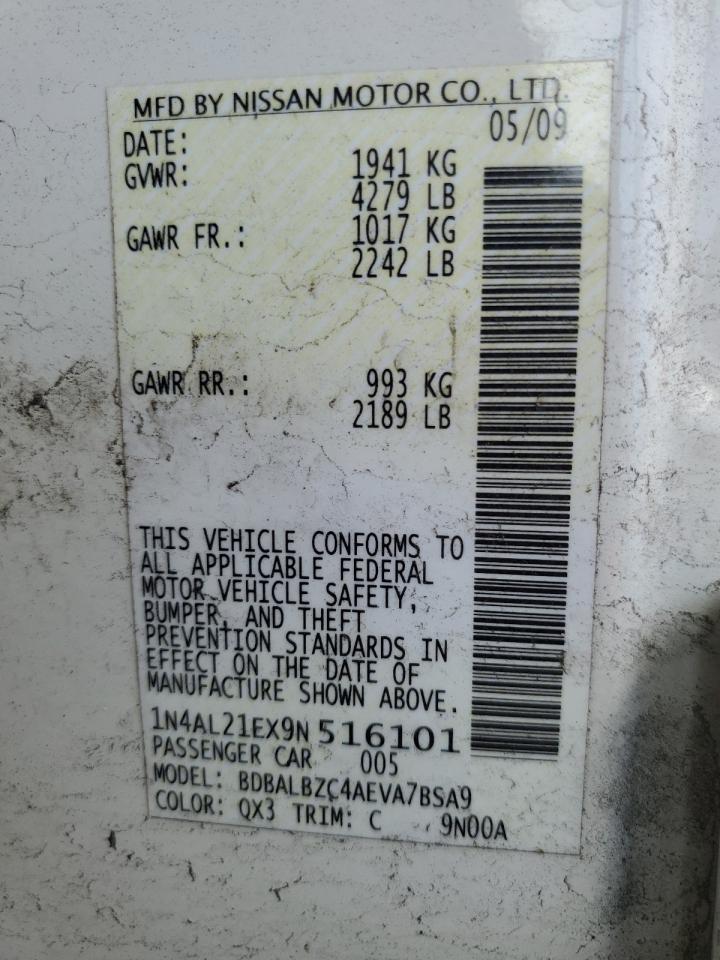 MFD BY NISSAN MOTOR CO., LTD.
DATE: 05/09
GVWR: 1941 KG
4279 LB
GAWR FR.: 1017 KG
2242 LB
GAWR RR.: 993 KG
2189 LB
THIS VEHICLE CONFORMS TO
ALL APPLICABLE FEDERAL
MOTOR VEHICLE SAFETY,
BUMPER, AND THEFT
PREVENTION STANDARDS IN
EFFECT ON THE DATE OF
MANUFACTURE SHOWN ABOVE.
1N4AL21EX9N 516101
PASSENGER CAR 005
MODEL: BDBALBZC4AEVA7BSA9
COLOR: QX3 TRIM: C 9N00A